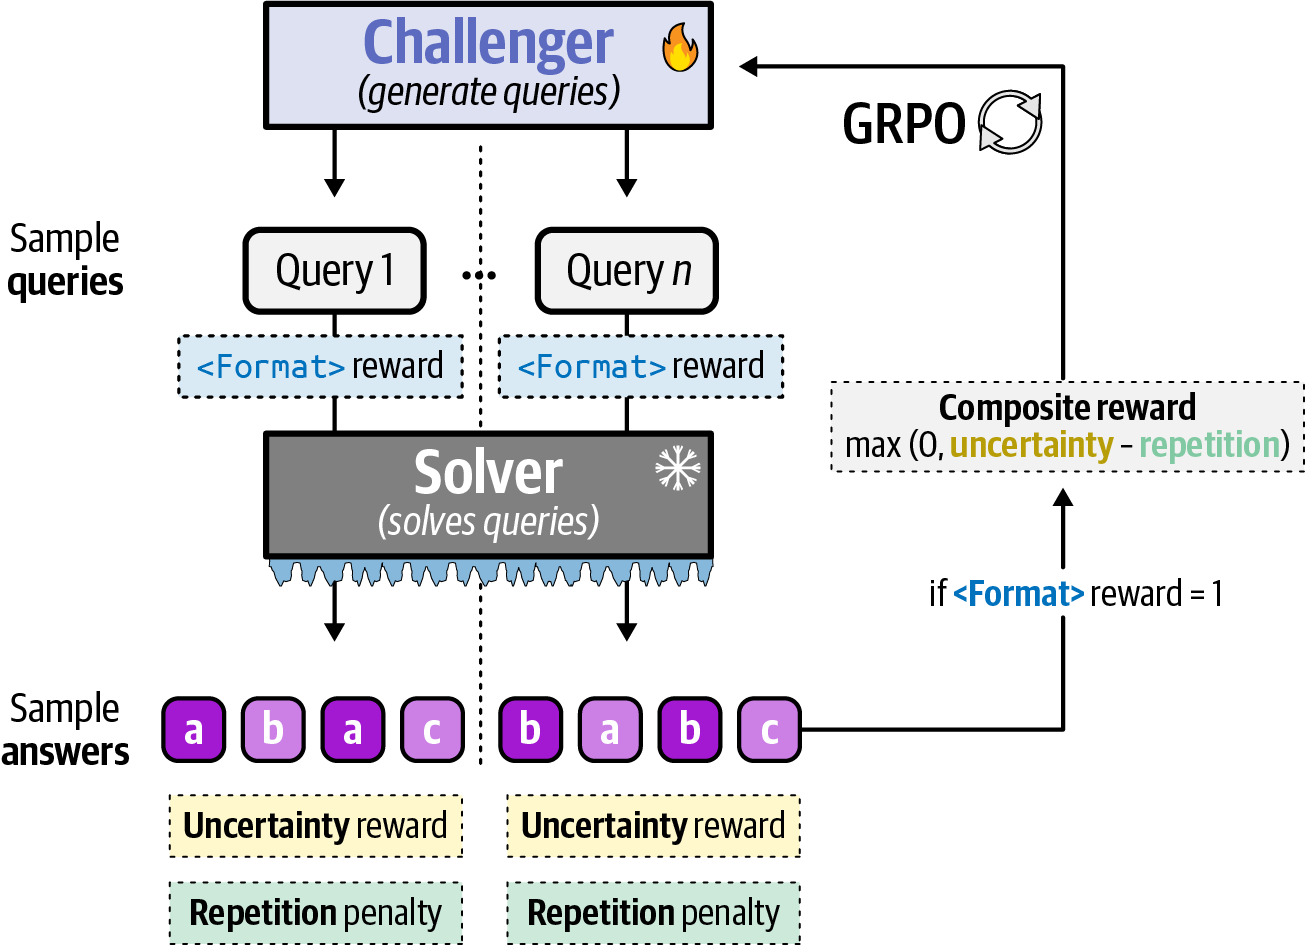 Challenger
(generate queries)
GRPO
Sample
queries
Query 1
...
Query n
<Format> reward
<Format> reward
Composite reward
max (0, uncertainty – repetition)
Solver
(solves queries)
if <Format> reward = 1
Sample
answers
a b a c
b a b c
Uncertainty reward
Uncertainty reward
Repetition penalty
Repetition penalty